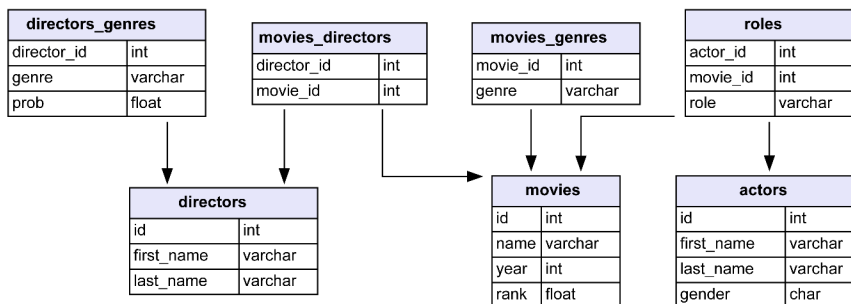 directors_genres
director_id int
genre varchar
prob float
movies_directors
director_id int
movie_id int
movies_genres
movie_id int
genre varchar
roles
actor_id int
movie_id int
role varchar
directors
id int
first_name varchar
last_name varchar
movies
id int
name varchar
year int
rank float
actors
id int
first_name varchar
last_name varchar
gender char